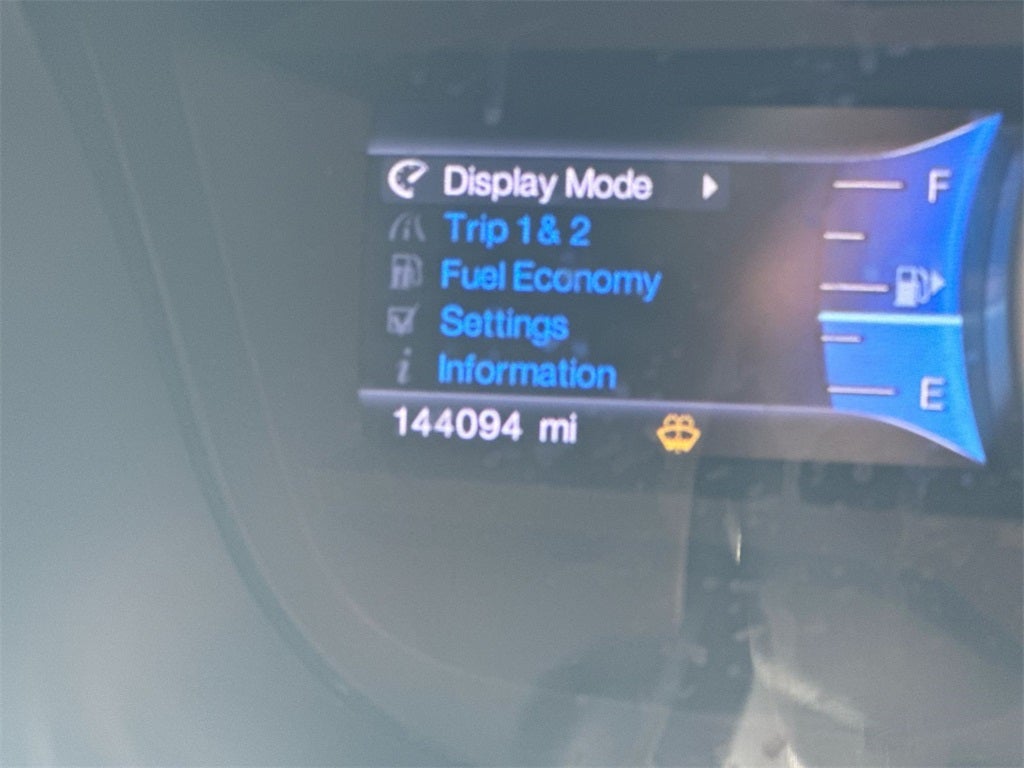 Display Mode
Trip 1 & 2
Fuel Economy
Settings
Information
144094 mi
F
E